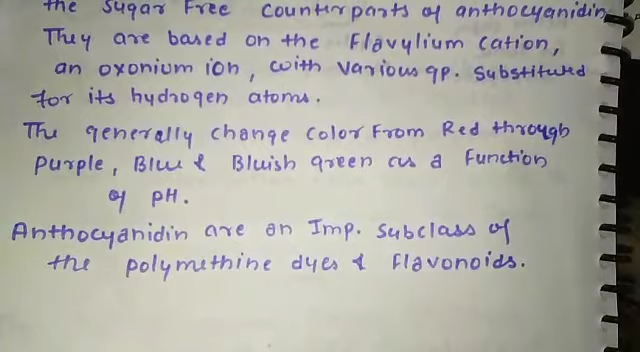 the sugar Free counterparts of anthocyanidin
They are based on the Flavylium cation,
an oxonium ion, with various gp. substituted
for its hydrogen atoms.
The generally change color From Red through
purple, Blue & Bluish green as a Function
of pH.
Anthocyanidin are an Imp. subclass of
the polymethine dyes & Flavonoids.